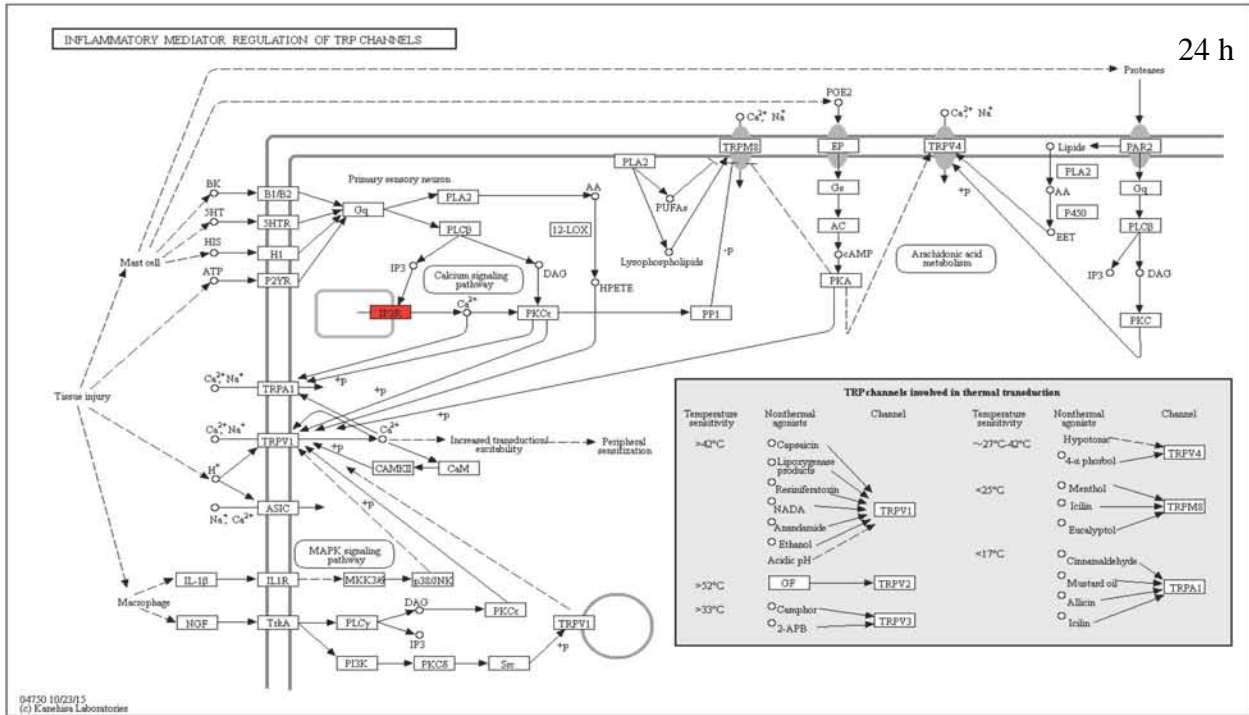 INFLAMMATORY MEDIATOR REGULATION OF TRP CHANNELS
24 h
Proteases
PGE2
Ca²⁺, Na⁺
Ca²⁺, Na⁺
TRPM8
EP
TRPV4
Lipids
PAR2
Primary sensory neuron
PLA2
BK
B1/B2
PLA2
AA
PUFAs
Gs
+p
PLA2
Gq
5HT
5HTR
Gq
AA
PLCβ
12-LOX
AC
P450
PLCβ
HIS
H1
EET
Mast cell
Lysophospholipids
-p
cAMP
Arachidonic acid
metabolism
ATP
P2YR
IP3
Calcium signaling
pathway
DAG
HPETE
PKA
IP3
DAG
IP3R
Ca²⁺
PKCε
PP1
PKC
Ca²⁺, Na⁺
TRPA1
+p
+p
+p
Tissue injury
Ca²⁺, Na⁺
TRPV1
+p
Ca²⁺
Increased transduction/
excitability
Peripheral
sensitization
+p
CAMKII
CaM
H⁺
ASIC
Na⁺, Ca²⁺
+p
MAPK signaling
pathway
IL-1β
IL1R
MKK3/6
p38/JNK
Macrophage
DAG
PKCε
NGF
TrkA
PLCγ
TRPV1
IP3
+p
PI3K
PKCδ
Src
TRP channels involved in thermal transduction
Temperature
sensitivity
Nonthermal
agonists
Channel
Temperature
sensitivity
Nonthermal
agonists
Channel
>42°C
Capsaicin
Lipoxygenase
products
Resiniferatoxin
NADA
Anandamide
Ethanol
Acidic pH
TRPV1
>52°C
GF
TRPV2
>33°C
Camphor
2-APB
TRPV3
~27°C-42°C
Hypotonic
4-α phorbol
TRPV4
<25°C
Menthol
Icilin
Eucalyptol
TRPM8
<17°C
Cinnamaldehyde
Mustard oil
Allicin
Icilin
TRPA1
04750 10/23/15
(c) Kanehisa Laboratories